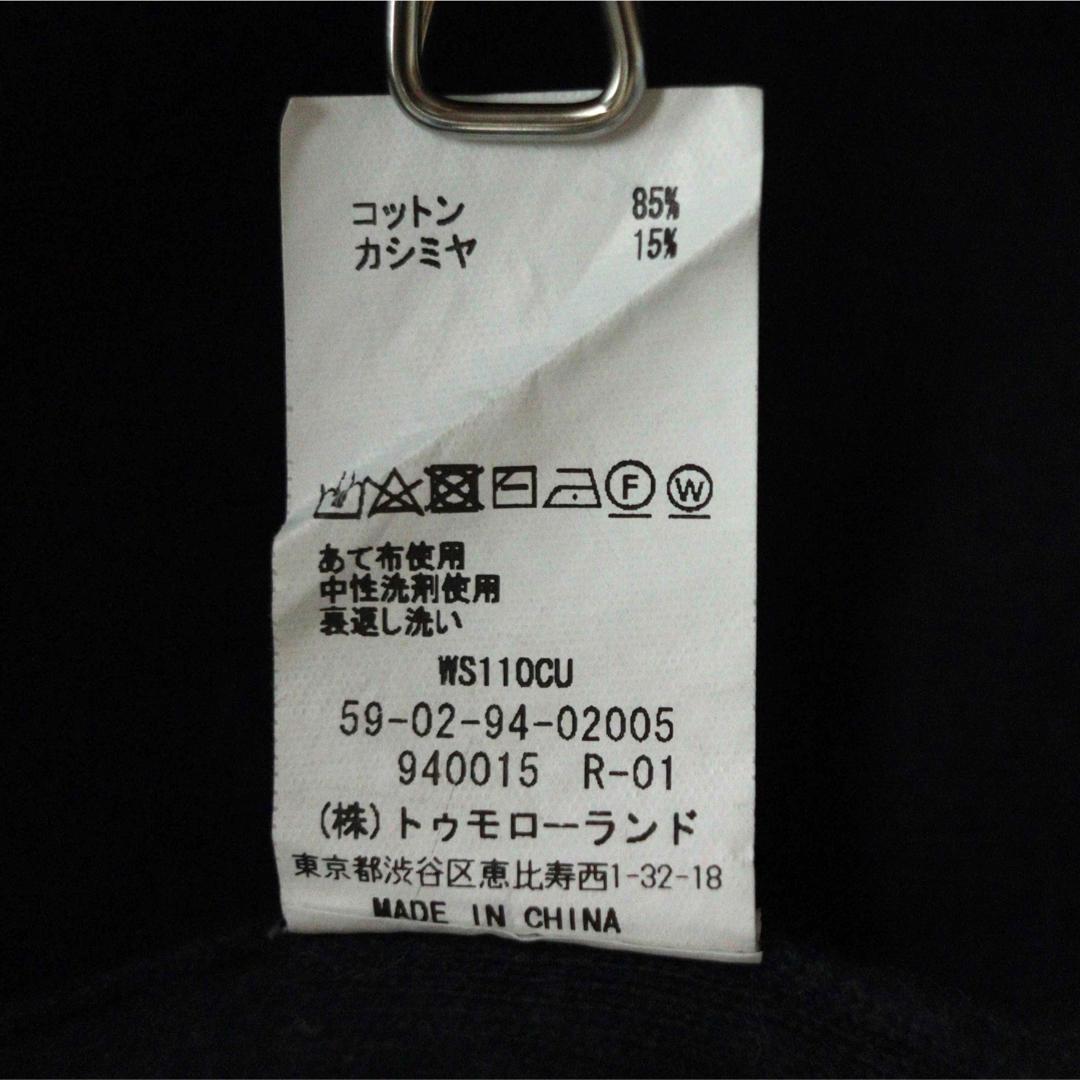 コットン 85%
カシミヤ 15%
F W
あて布使用
中性洗剤使用
裏返し洗い
WS110CU
59-02-94-02005
940015 R-01
(株)トゥモローランド
東京都渋谷区恵比寿西1-32-18
MADE IN CHINA